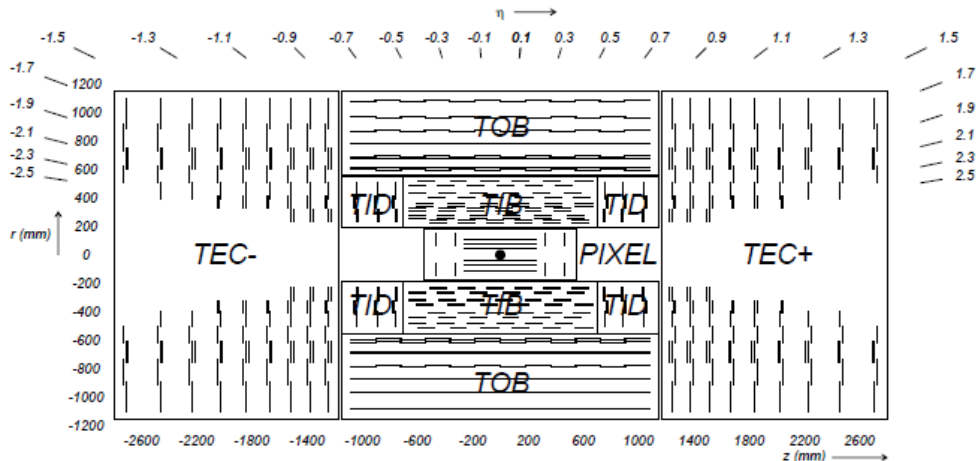 η
-1.5 -1.3 -1.1 -0.9 -0.7 -0.5 -0.3 -0.1 0.1 0.3 0.5 0.7 0.9 1.1 1.3 1.5
-1.7 1200 1.7
-1.9 1000 1.9
TOB
-2.1 800 2.1
-2.3 600 2.3
-2.5 400 2.5
TID TIB TID
200
r (mm) 0 TEC- PIXEL TEC+
-200
-400 TID TIB TID
-600
-800
TOB
-1000
-1200
-2600 -2200 -1800 -1400 -1000 -600 -200 200 600 1000 1400 1800 2200 2600
z (mm)